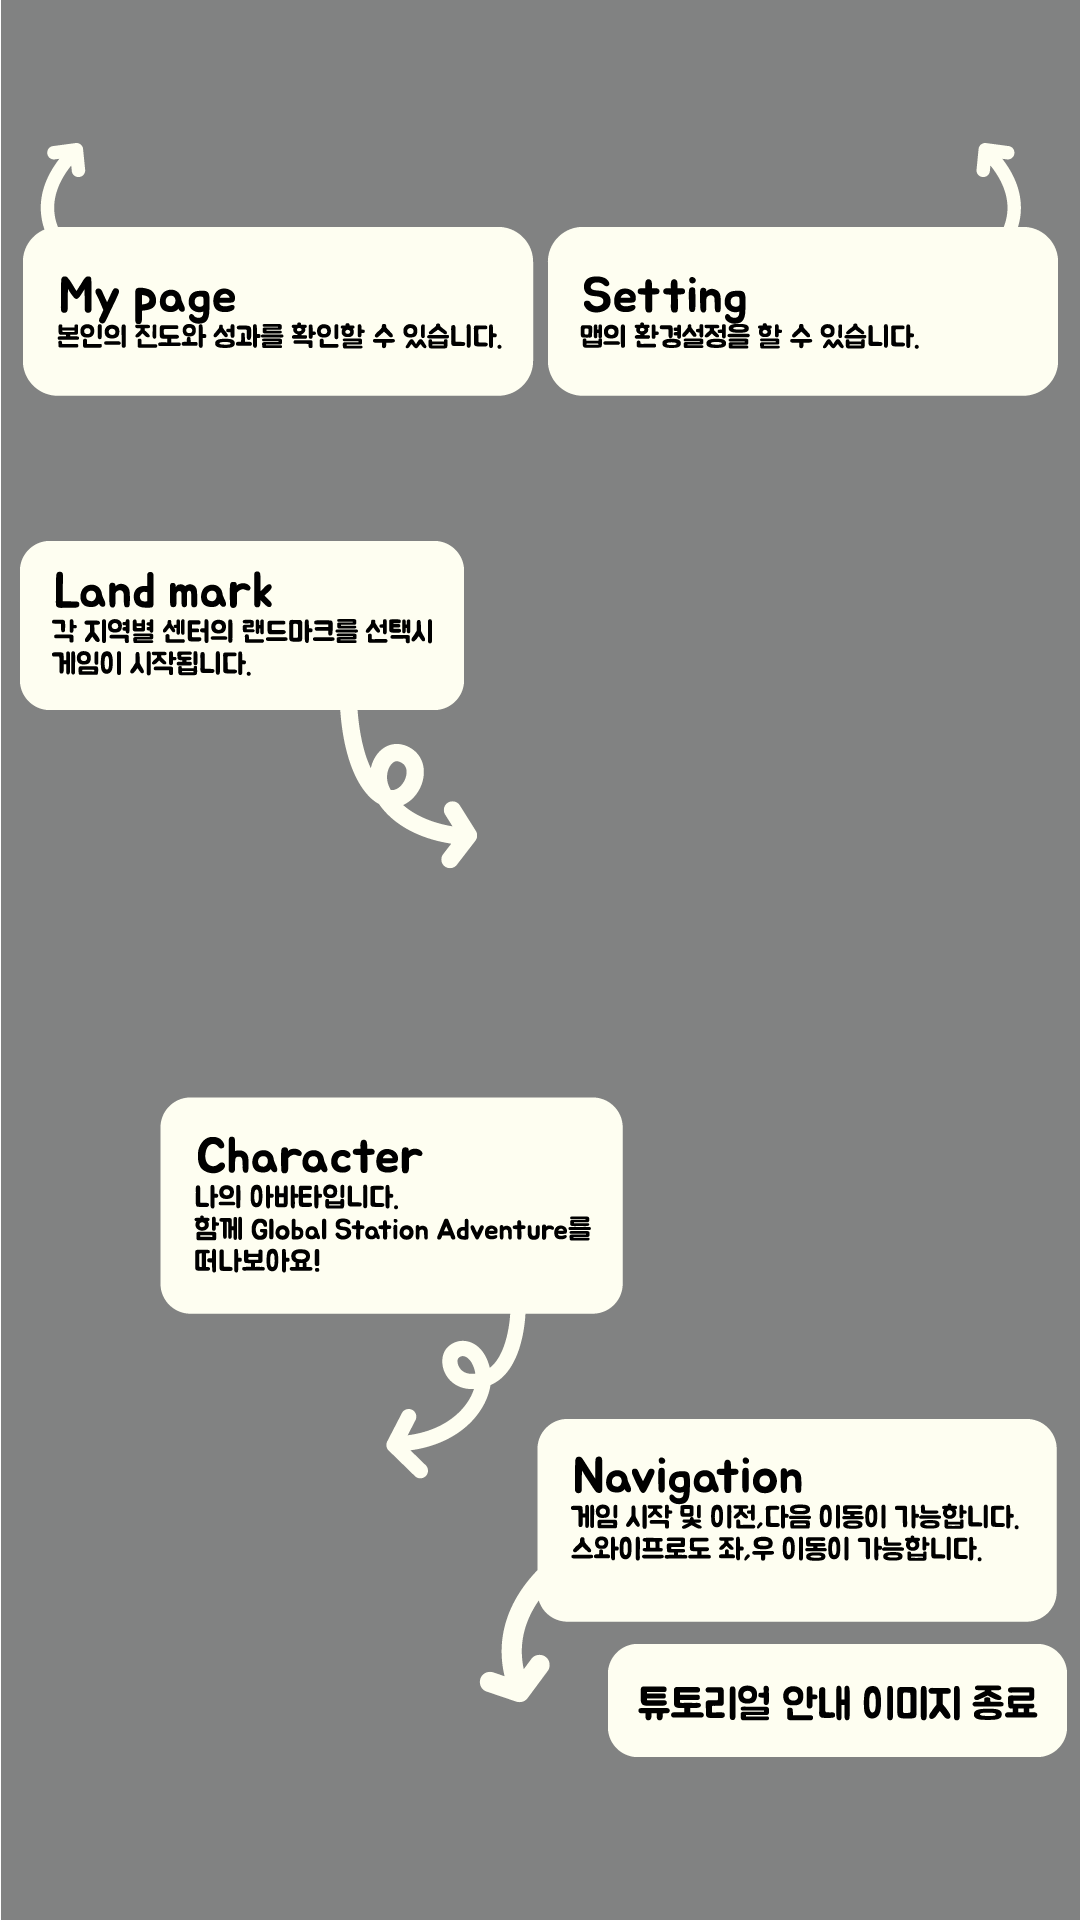 My page
본인의 진도와 성과를 확인할 수 있습니다.
Setting
맵의 환경설정을 할 수 있습니다.
Land mark
각 지역별 센터의 랜드마크를 선택시
게임이 시작됩니다.
Character
나의 아바타입니다.
함께 Global Station Adventure를
떠나보아요!
Navigation
게임 시작 및 이전,다음 이동이 가능합니다.
스와이프로도 좌,우 이동이 가능합니다.
튜토리얼 안내 이미지 종료